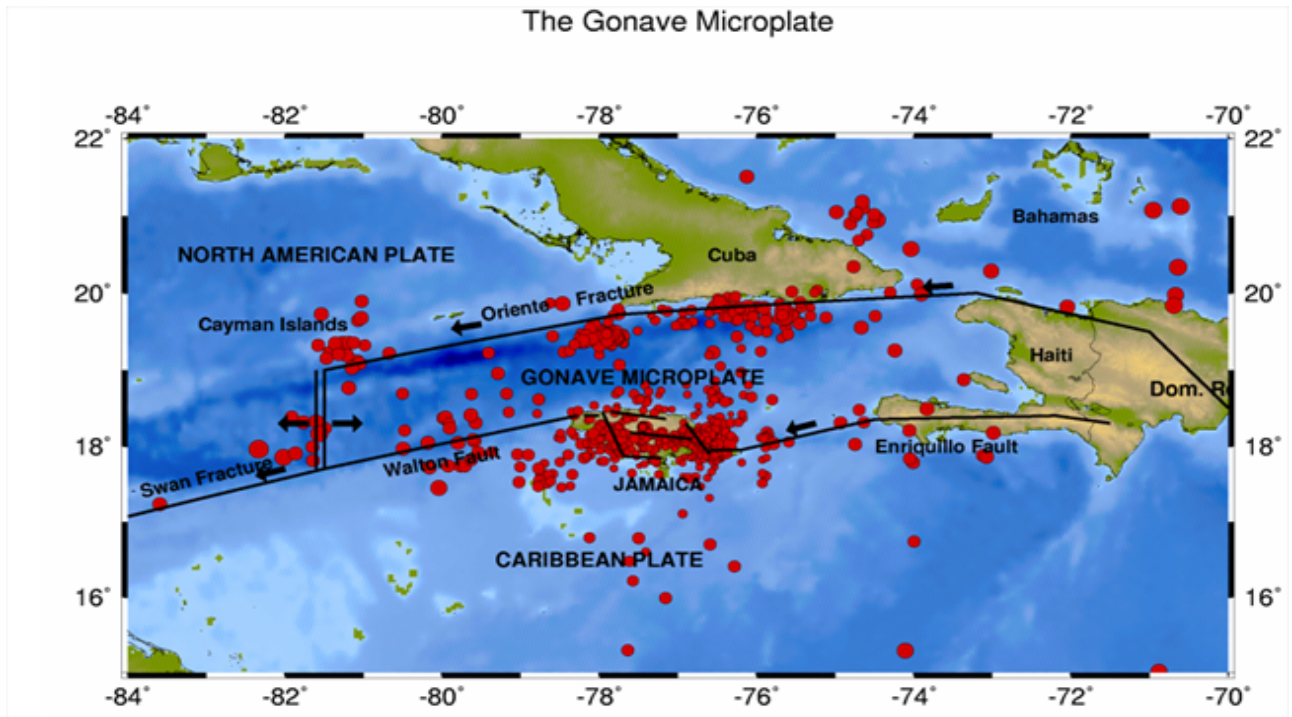 The Gonave Microplate
-84° -82° -80° -78° -76° -74° -72° -70°
22° 22°
Bahamas
NORTH AMERICAN PLATE
Cuba
20° 20°
Oriente Fracture
Cayman Islands
Haiti
GONAVE MICROPLATE
Dom. Re
18° 18°
Enriquillo Fault
Walton Fault
Swan Fracture
JAMAICA
CARIBBEAN PLATE
16° 16°
-84° -82° -80° -78° -76° -74° -72° -70°